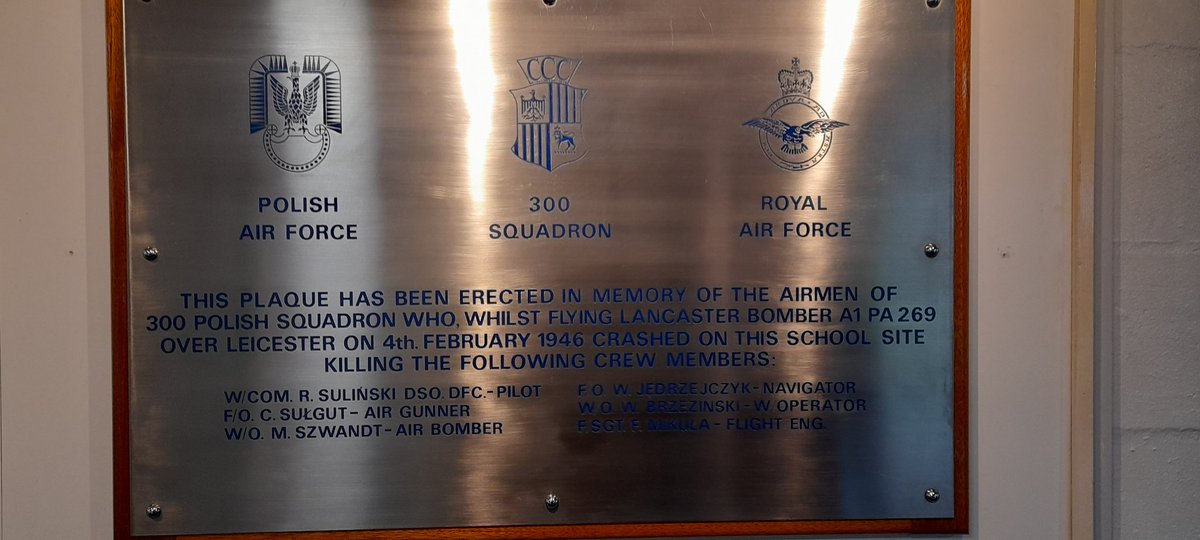 CCC
POLISH
AIR FORCE
300
SQUADRON
ROYAL
AIR FORCE
THIS PLAQUE HAS BEEN ERECTED IN MEMORY OF THE AIRMEN OF
300 POLISH SQUADRON WHO, WHILST FLYING LANCASTER BOMBER A1 PA 269
OVER LEICESTER ON 4th. FEBRUARY 1946 CRASHED ON THIS SCHOOL SITE
KILLING THE FOLLOWING CREW MEMBERS:
W/COM. R. SULIŃSKI DSO. DFC.-PILOT
F/O. C. SUŁGUT-AIR GUNNER
W/O. M. SZWANDT-AIR BOMBER
F.O. W. JEDRZEJCZYK-NAVIGATOR
W.O. W. BRZEZINSKI-W/OPERATOR
F.SGT. F. MIKUŁA-FLIGHT ENG.